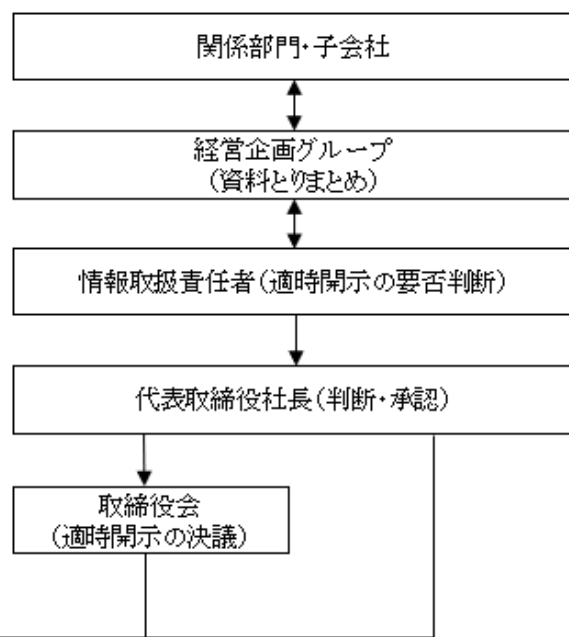 関係部門・子会社
経営企画グループ
(資料とりまとめ)
情報取扱責任者(適時開示の要否判断)
代表取締役社長(判断・承認)
取締役会
(適時開示の決議)